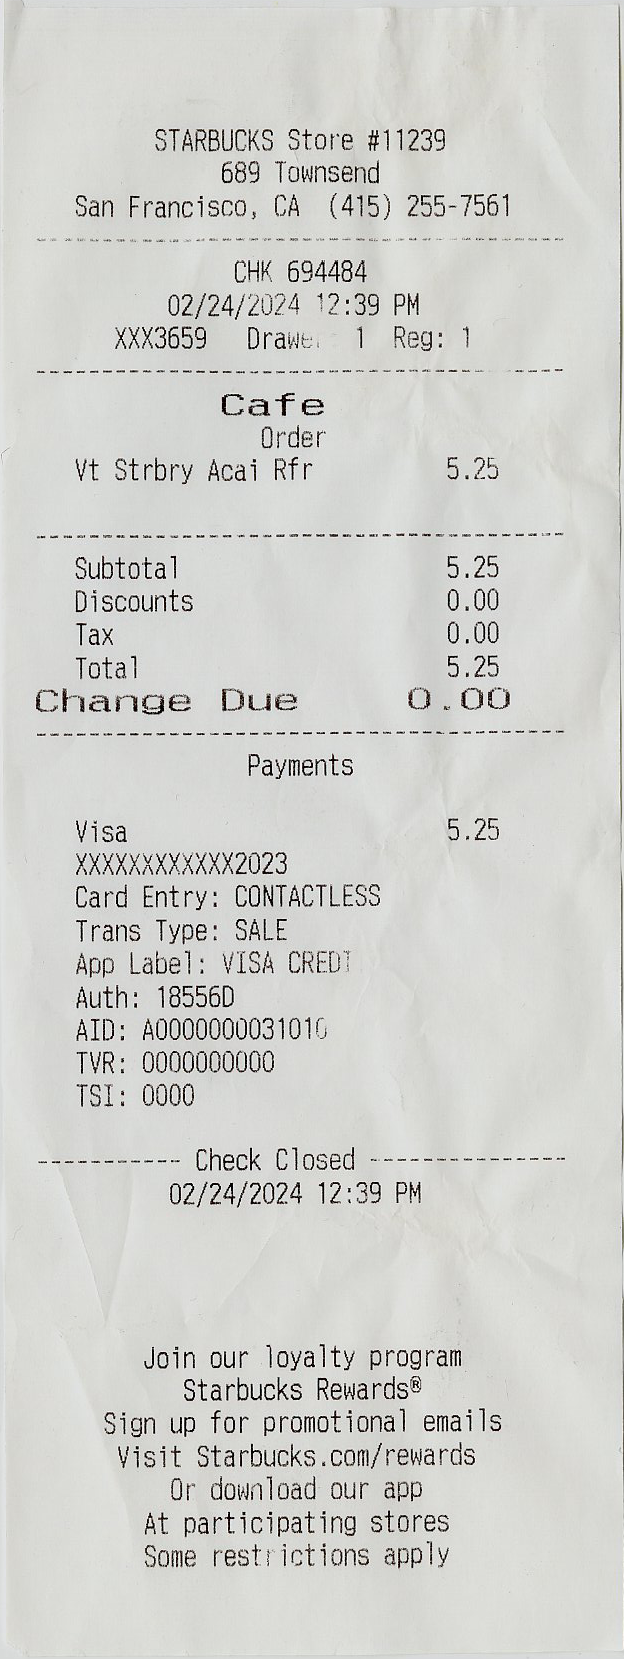 STARBUCKS Store #11239
689 Townsend
San Francisco, CA (415) 255-7561
CHK 694484
02/24/2024 12:39 PM
XXX3659 Drawe. 1 Reg: 1
Cafe
Order
Vt Strbry Acai Rfr 5.25
Subtotal 5.25
Discounts 0.00
Tax 0.00
Total 5.25
Change Due 0.00
Payments
Visa 5.25
XXXXXXXXXXXX2023
Card Entry: CONTACTLESS
Trans Type: SALE
App Label: VISA CREDI
Auth: 18556D
AID: A0000000031010
TVR: 0000000000
TSI: 0000
----------- Check Closed ---------------
02/24/2024 12:39 PM
Join our loyalty program
Starbucks Rewards®
Sign up for promotional emails
Visit Starbucks.com/rewards
Or download our app
At participating stores
Some restrictions apply